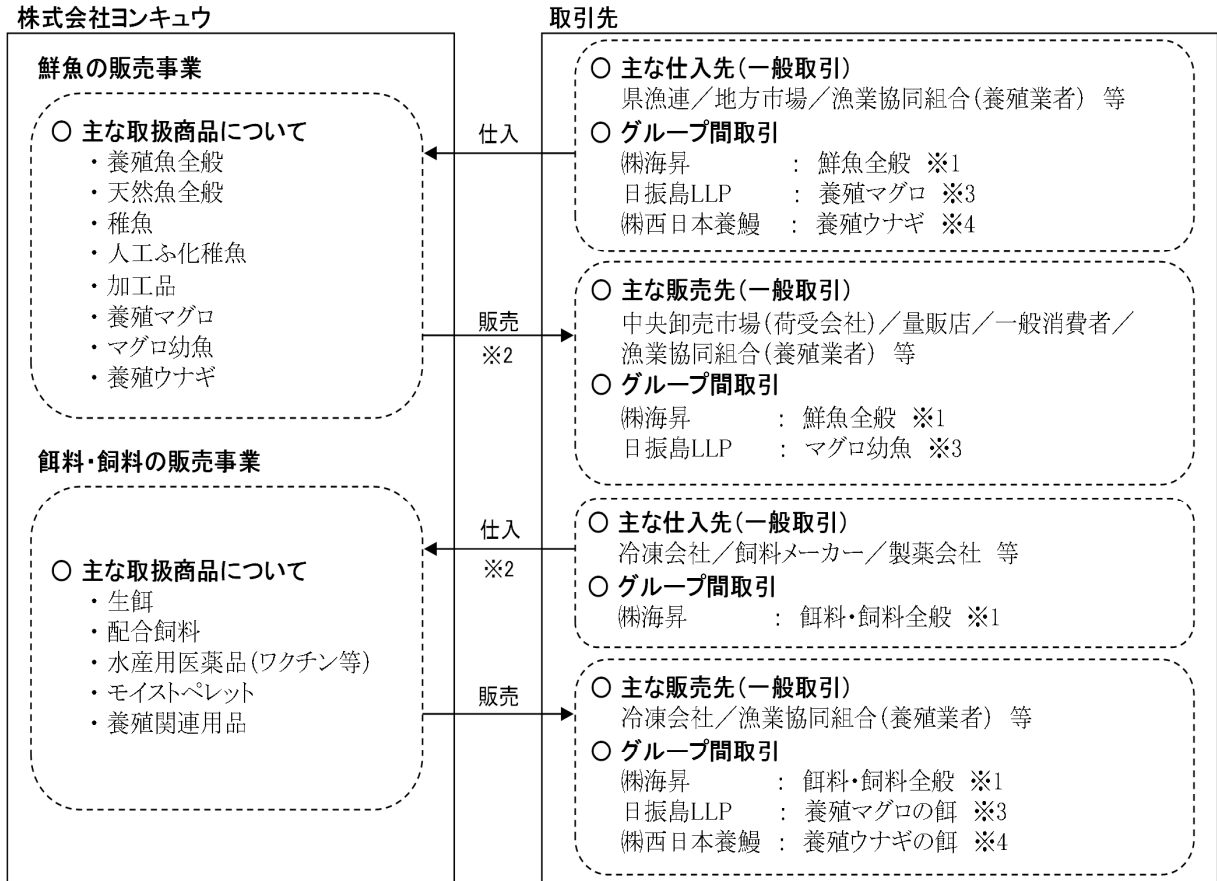 株式会社ヨンキュウ
鮮魚の販売事業
○ 主な取扱商品について
・養殖魚全般
・天然魚全般
・稚魚
・人工ふ化稚魚
・加工品
・養殖マグロ
・マグロ幼魚
・養殖ウナギ
餌料・飼料の販売事業
○ 主な取扱商品について
・生餌
・配合飼料
・水産用医薬品(ワクチン等)
・モイストペレット
・養殖関連用品
仕入
販売
※2
仕入
※2
販売
取引先
○ 主な仕入先(一般取引)
県漁連／地方市場／漁業協同組合(養殖業者) 等
○ グループ間取引
㈱海昇 : 鮮魚全般 ※1
日振島LLP : 養殖マグロ ※3
㈱西日本養鰻 : 養殖ウナギ ※4
○ 主な販売先(一般取引)
中央卸売市場(荷受会社)／量販店／一般消費者／
漁業協同組合(養殖業者) 等
○ グループ間取引
㈱海昇 : 鮮魚全般 ※1
日振島LLP : マグロ幼魚 ※3
○ 主な仕入先(一般取引)
冷凍会社／飼料メーカー／製薬会社 等
○ グループ間取引
㈱海昇 : 餌料・飼料全般 ※1
○ 主な販売先(一般取引)
冷凍会社／漁業協同組合(養殖業者) 等
○ グループ間取引
㈱海昇 : 餌料・飼料全般 ※1
日振島LLP : 養殖マグロの餌 ※3
㈱西日本養鰻 : 養殖ウナギの餌 ※4